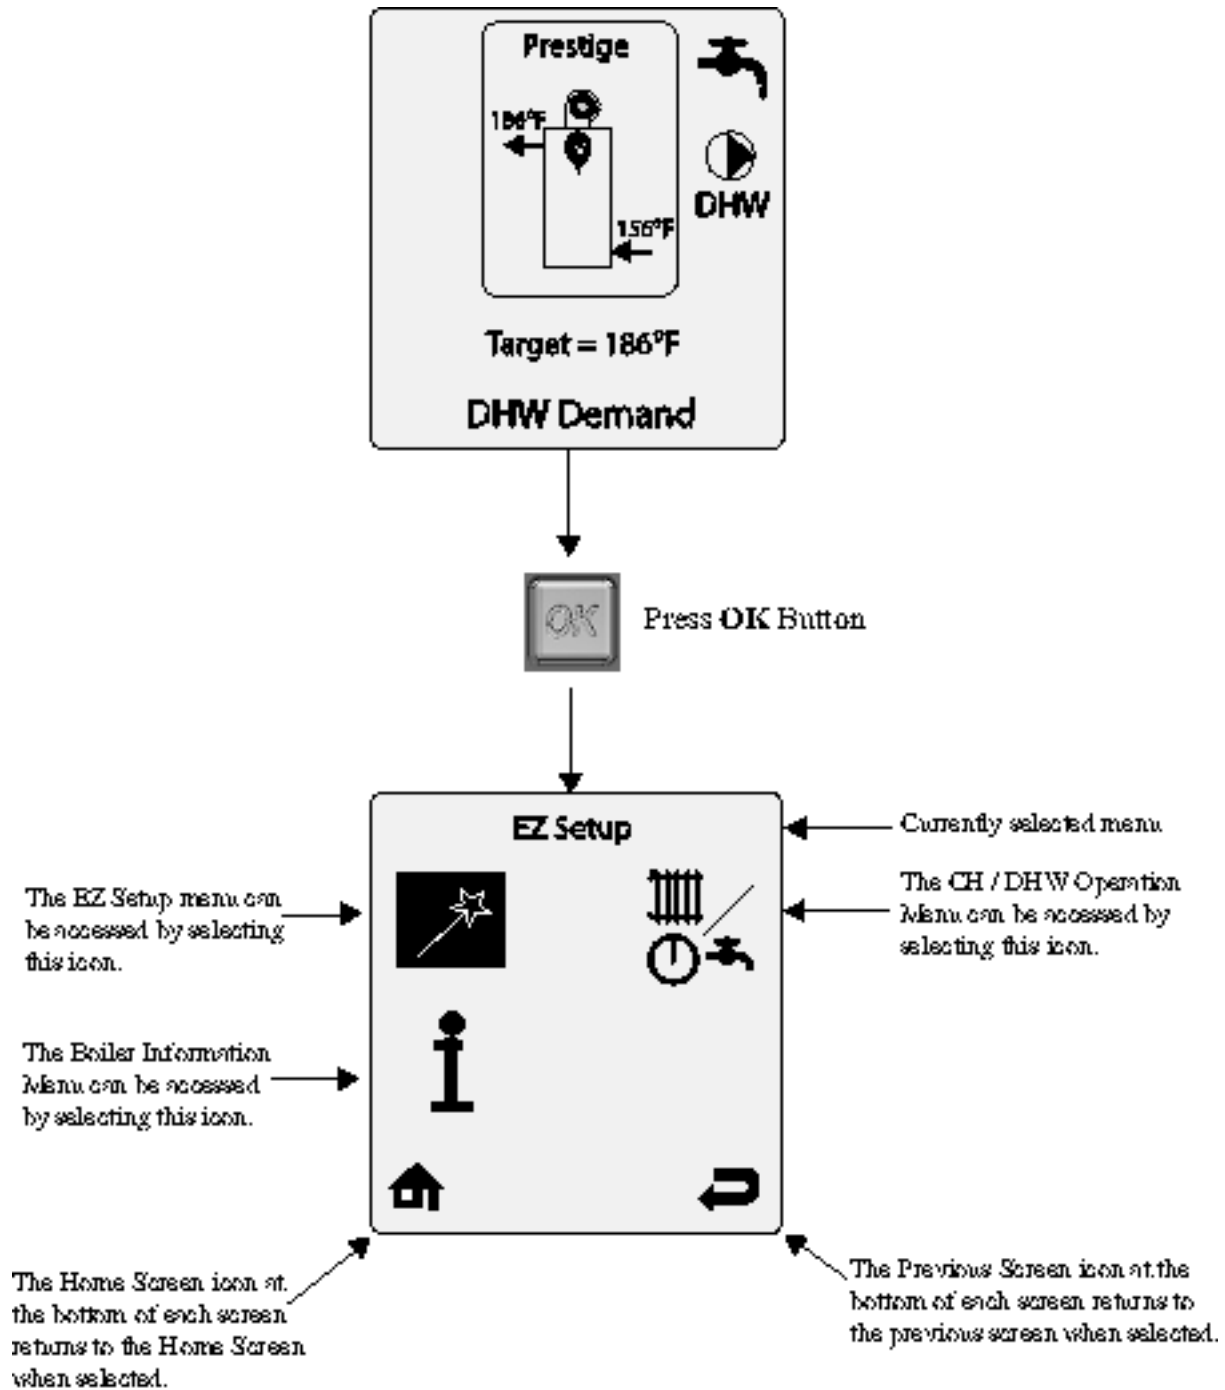 Prestige
186°F
156°F
DHW
Target = 186°F
DHW Demand
OK
Press OK Button
EZ Setup
Currently selected menu
The EZ Setup menu can
be accessed by selecting
this icon.
The CH / DHW Operation
Menu can be accessed by
selecting this icon.
The Boiler Information
Menu can be accessed
by selecting this icon.
The Home Screen icon at
the bottom of each screen
returns to the Home Screen
when selected.
The Previous Screen icon at the
bottom of each screen returns to
the previous screen when selected.